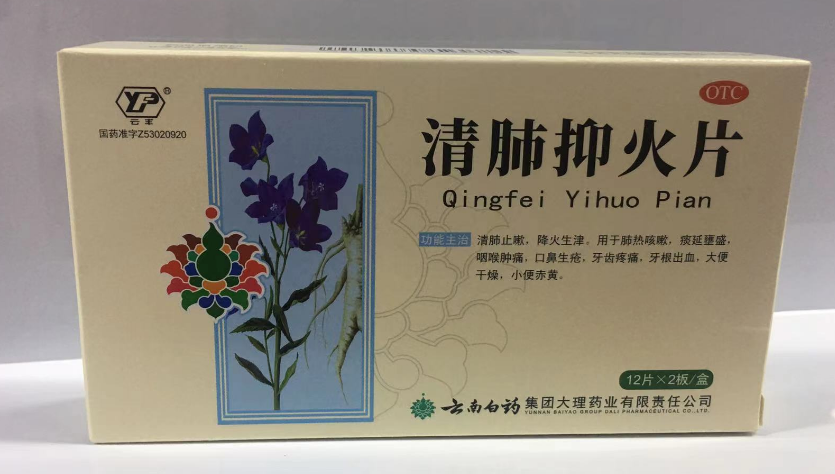 YP®
云丰
国药准字Z53020920
OTC
清肺抑火片
Qingfei Yihuo Pian
功能主治 清肺止嗽，降火生津。用于肺热咳嗽，痰延壅盛，
咽喉肿痛，口鼻生疮，牙齿疼痛，牙根出血，大便
干燥，小便赤黄。
12片×2板/盒
云南白药集团大理药业有限责任公司
YUNNAN BAIYAO GROUP DALI PHARMACEUTICAL CO.,LTD.